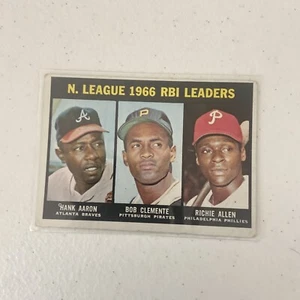 N. LEAGUE 1966 RBI LEADERS
A
P
P
HANK AARON
ATLANTA BRAVES
BOB CLEMENTE
PITTSBURGH PIRATES
RICHIE ALLEN
PHILADELPHIA PHILLIES